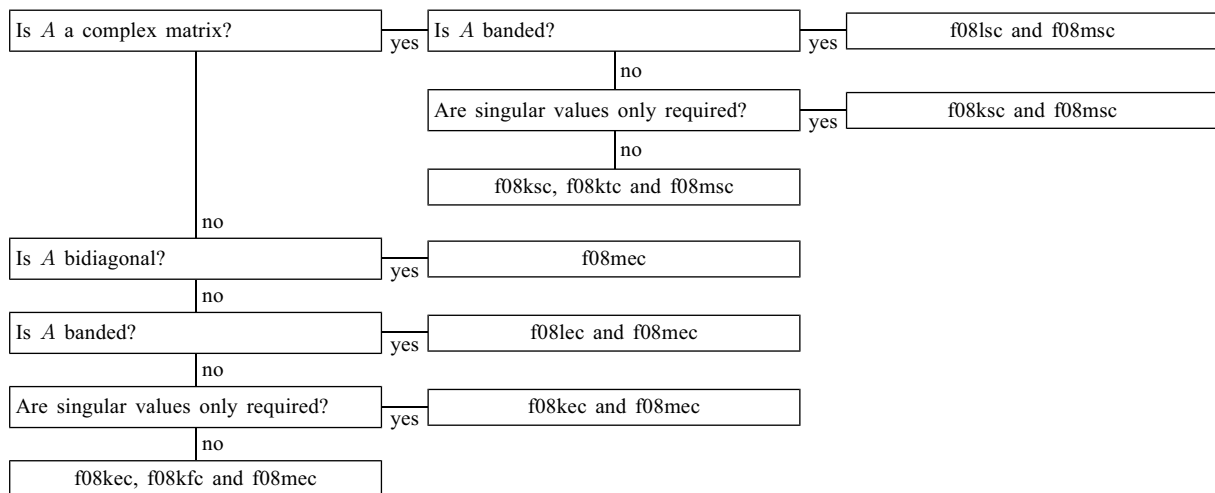 Is A a complex matrix?
yes
Is A banded?
yes
f08lsc and f08msc
no
Are singular values only required?
yes
f08ksc and f08msc
no
f08ksc, f08ktc and f08msc
no
Is A bidiagonal?
yes
f08mec
no
Is A banded?
yes
f08lec and f08mec
no
Are singular values only required?
yes
f08kec and f08mec
no
f08kec, f08kfc and f08mec